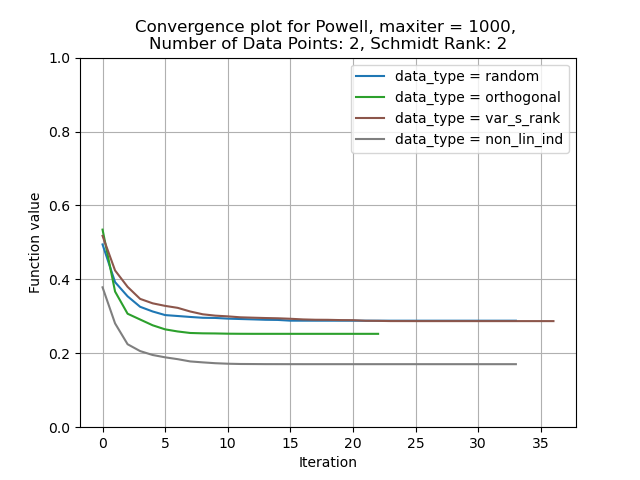 Convergence plot for Powell, maxiter = 1000,
Number of Data Points: 2, Schmidt Rank: 2
1.0
0.8
0.6
0.4
0.2
0.0
Function value
data_type = random
data_type = orthogonal
data_type = var_s_rank
data_type = non_lin_ind
0 5 10 15 20 25 30 35
Iteration